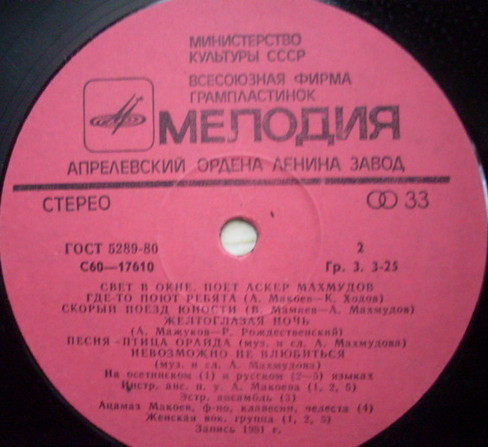 МИНИСТЕРСТВО
КУЛЬТУРЫ СССР
ВСЕСОЮЗНАЯ ФИРМА
ГРАМПЛАСТИНОК
МЕЛОДИЯ
АПРЕЛЕВСКИЙ ОРДЕНА ЛЕНИНА ЗАВОД
СТЕРЕО 33
ГОСТ 5289-80 2
С60—17610 Гр. 3. 3-25
СВЕТ В ОКНЕ. ПОЕТ АСКЕР МАХМУДОВ
ГДЕ-ТО ПОЮТ РЕБЯТА (А. Макоев—К. Ходов)
СКОРЫЙ ПОЕЗД ЮНОСТИ (В. Мамиев—А. Махмудов)
ЖЕЛТОГЛАЗАЯ НОЧЬ
(А. Мажуков—Р. Рождественский)
ПЕСНЯ-ПТИЦА ОРАЙДА (муз. и сл. А. Махмудова)
НЕВОЗМОЖНО НЕ ВЛЮБИТЬСЯ
(муз. и сл. А. Махмудова)
На осетинском (1) и русском (2—5) языках
Инстр. анс. п. у. А. Макоева (1, 2, 5)
Эстр. ансамбль (3)
Ацамаз Макоев, ф-но, клавесин, челеста (4)
Женская вок. группа (1, 2, 5)
Запись 1981 г.